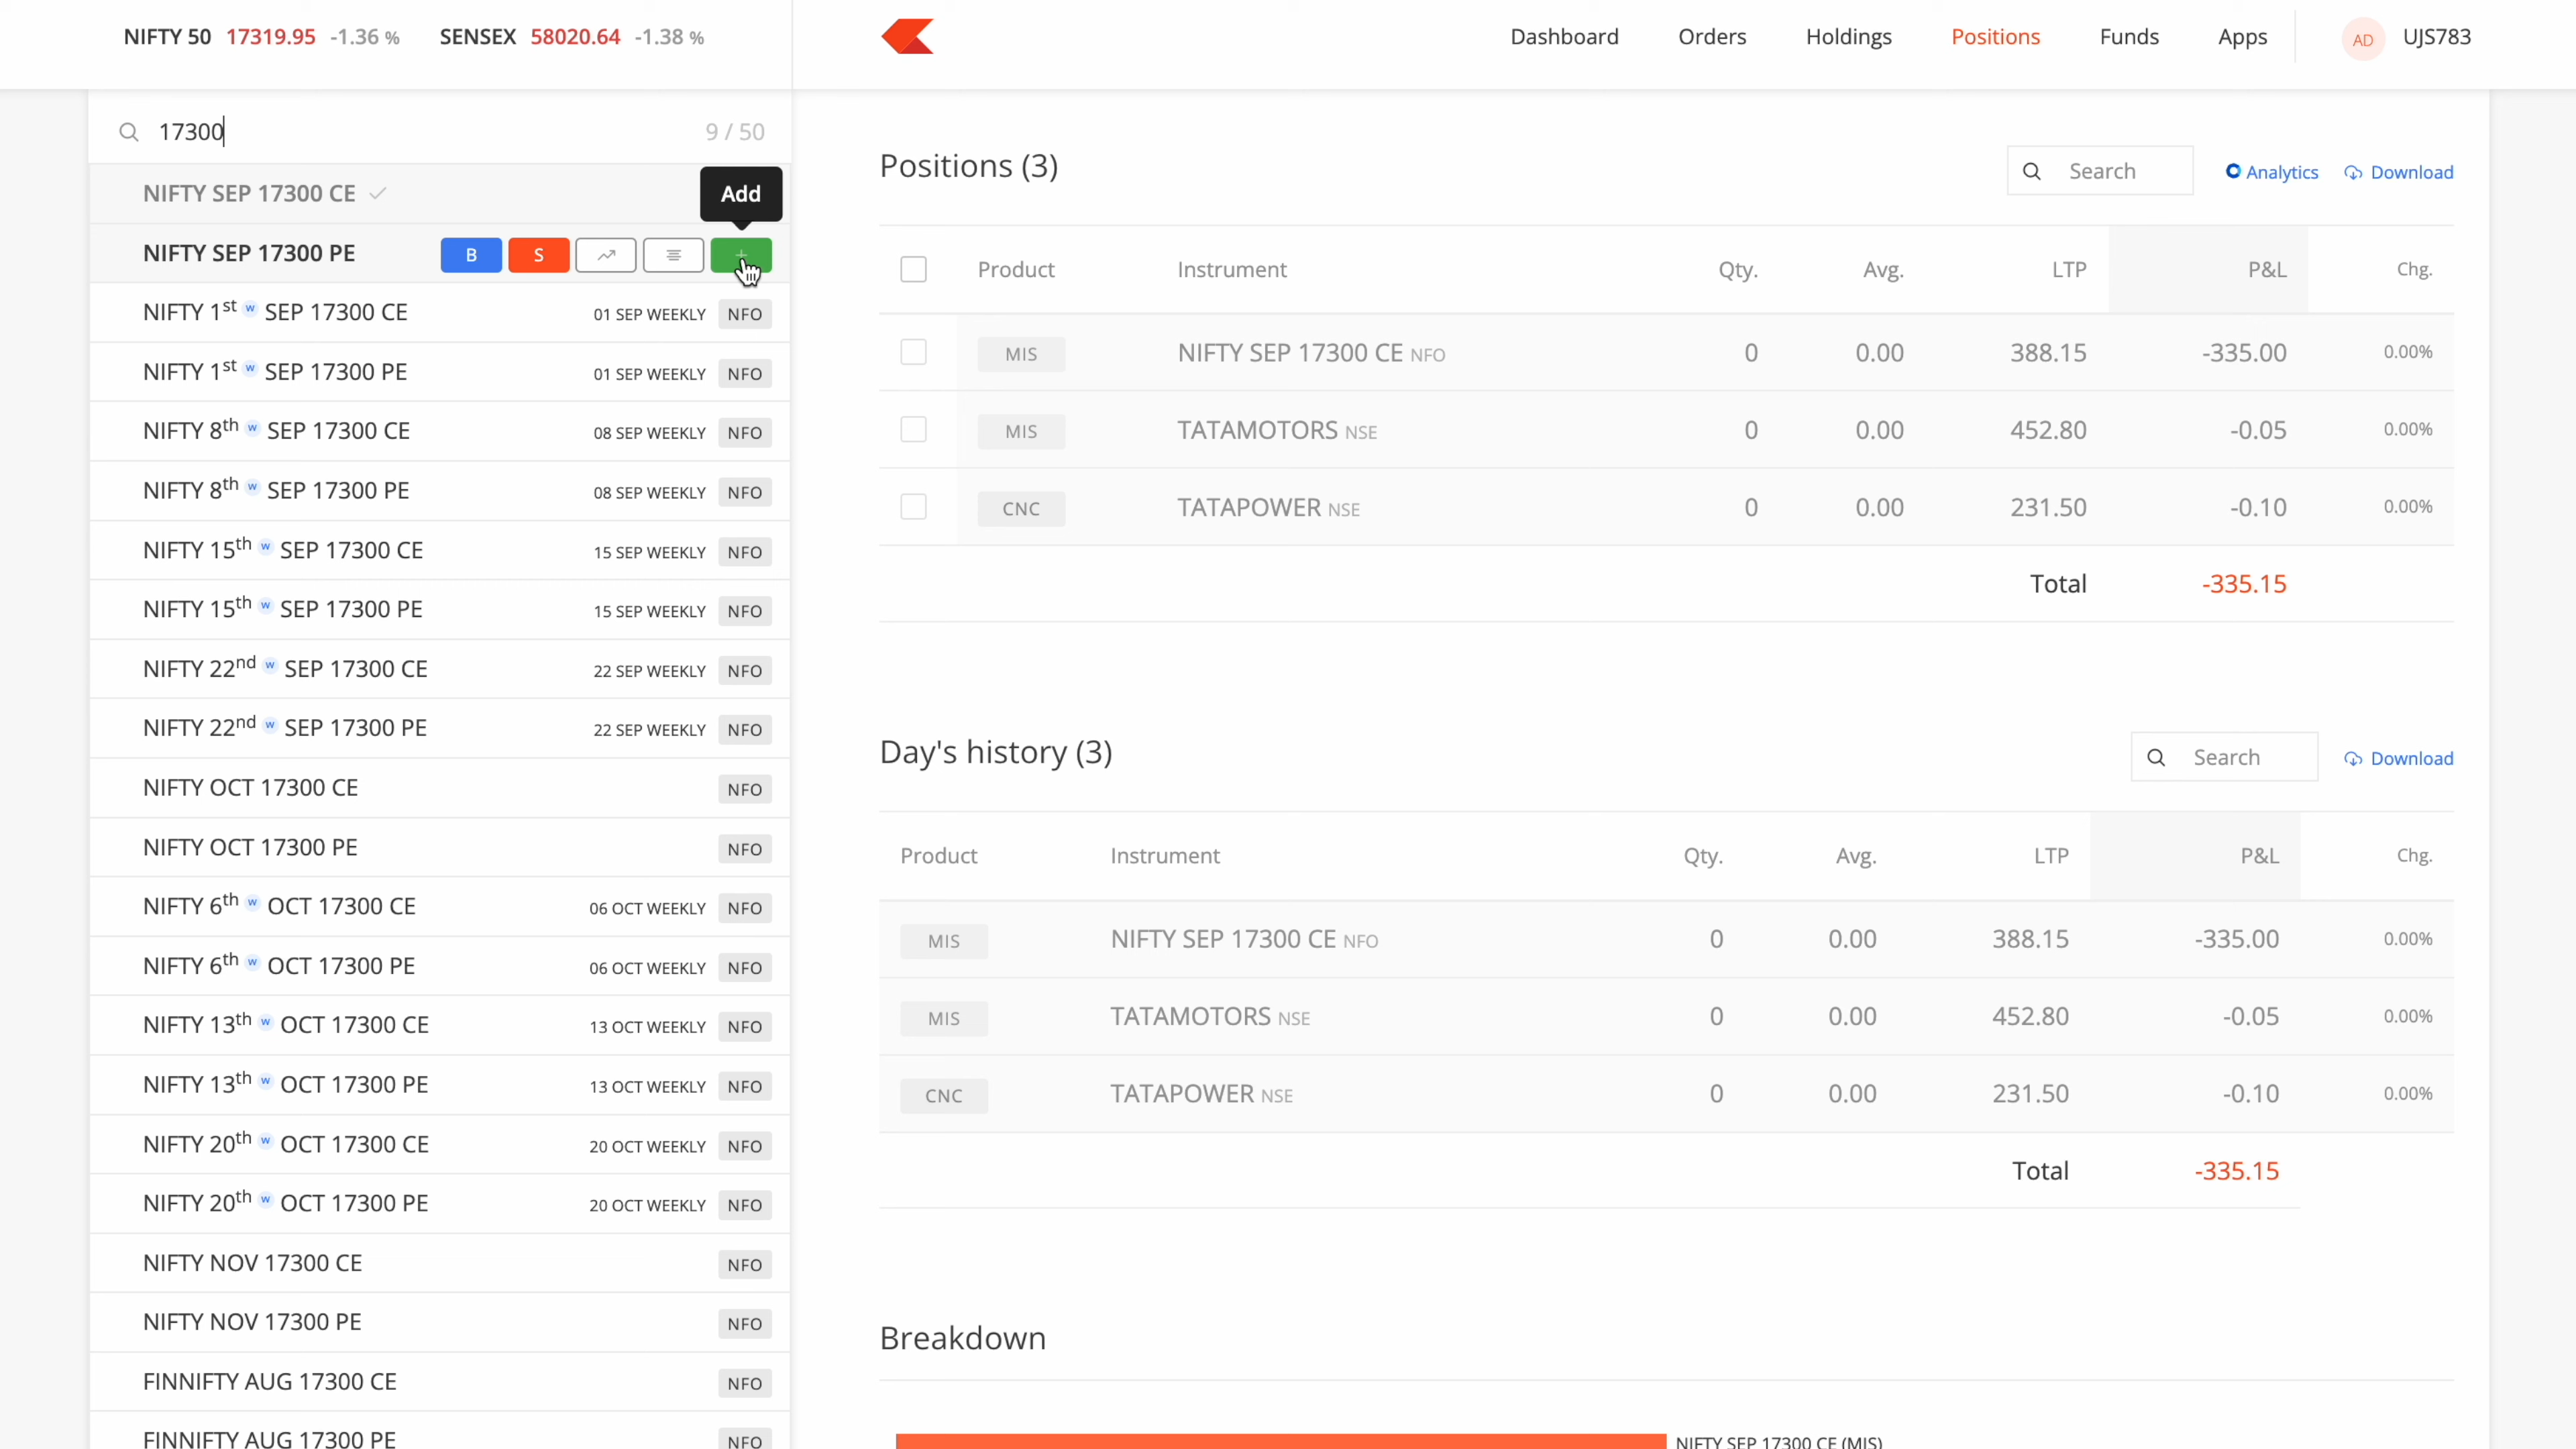 NIFTY 50 17319.95 -1.36 % SENSEX 58020.64 -1.38 %
Dashboard Orders Holdings Positions Funds Apps AD UJS783
17300 9 / 50
NIFTY SEP 17300 CE
Add
NIFTY SEP 17300 PE B S
NIFTY 1st w SEP 17300 CE 01 SEP WEEKLY NFO
NIFTY 1st w SEP 17300 PE 01 SEP WEEKLY NFO
NIFTY 8th w SEP 17300 CE 08 SEP WEEKLY NFO
NIFTY 8th w SEP 17300 PE 08 SEP WEEKLY NFO
NIFTY 15th w SEP 17300 CE 15 SEP WEEKLY NFO
NIFTY 15th w SEP 17300 PE 15 SEP WEEKLY NFO
NIFTY 22nd w SEP 17300 CE 22 SEP WEEKLY NFO
NIFTY 22nd w SEP 17300 PE 22 SEP WEEKLY NFO
NIFTY OCT 17300 CE NFO
NIFTY OCT 17300 PE NFO
NIFTY 6th w OCT 17300 CE 06 OCT WEEKLY NFO
NIFTY 6th w OCT 17300 PE 06 OCT WEEKLY NFO
NIFTY 13th w OCT 17300 CE 13 OCT WEEKLY NFO
NIFTY 13th w OCT 17300 PE 13 OCT WEEKLY NFO
NIFTY 20th w OCT 17300 CE 20 OCT WEEKLY NFO
NIFTY 20th w OCT 17300 PE 20 OCT WEEKLY NFO
NIFTY NOV 17300 CE NFO
NIFTY NOV 17300 PE NFO
FINNIFTY AUG 17300 CE NFO
FINNIFTY AUG 17300 PE NFO
Positions (3) Search Analytics Download
Product Instrument Qty. Avg. LTP P&L Chg.
MIS NIFTY SEP 17300 CE NFO 0 0.00 388.15 -335.00 0.00%
MIS TATAMOTORS NSE 0 0.00 452.80 -0.05 0.00%
CNC TATAPOWER NSE 0 0.00 231.50 -0.10 0.00%
Total -335.15
Day's history (3) Search Download
Product Instrument Qty. Avg. LTP P&L Chg.
MIS NIFTY SEP 17300 CE NFO 0 0.00 388.15 -335.00 0.00%
MIS TATAMOTORS NSE 0 0.00 452.80 -0.05 0.00%
CNC TATAPOWER NSE 0 0.00 231.50 -0.10 0.00%
Total -335.15
Breakdown
NIFTY SEP 17300 CE (MIS)